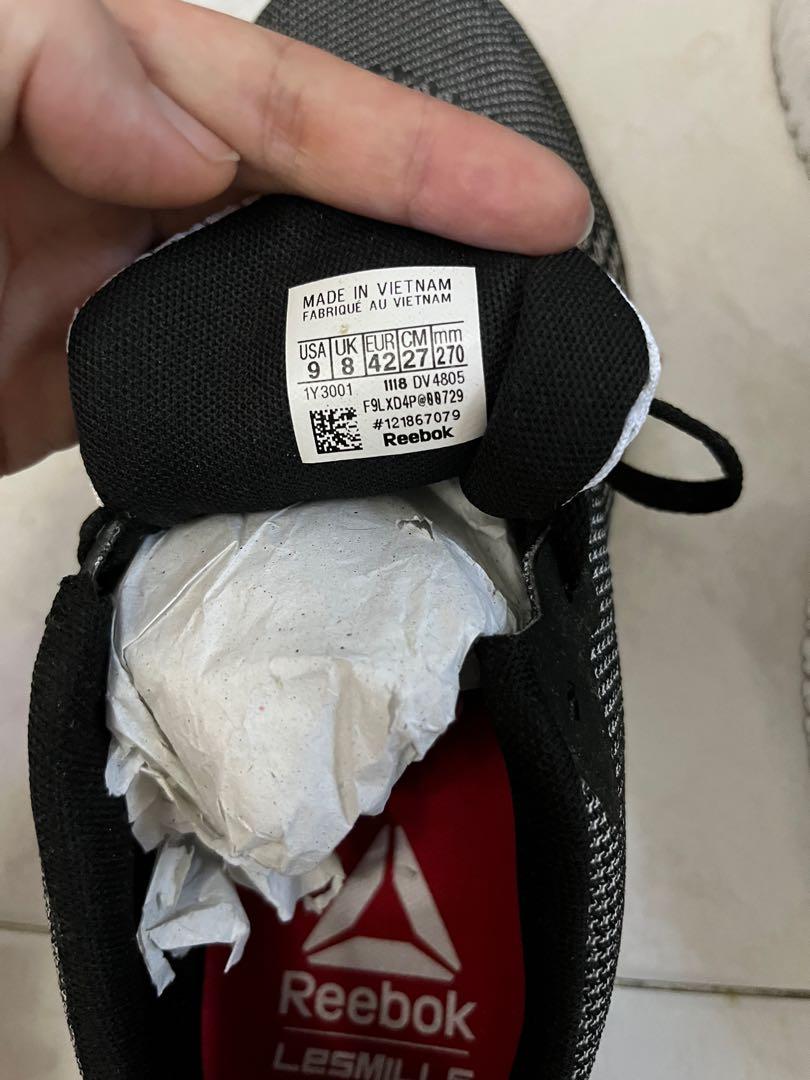 MADE IN VIETNAM
FABRIQUÉ AU VIETNAM
USA UK EUR CM mm
9 8 42 27 270
1Y3001 1118 DV4805
F9LXD4P@00729
#121867079
Reebok
Reebok
LESMILLS